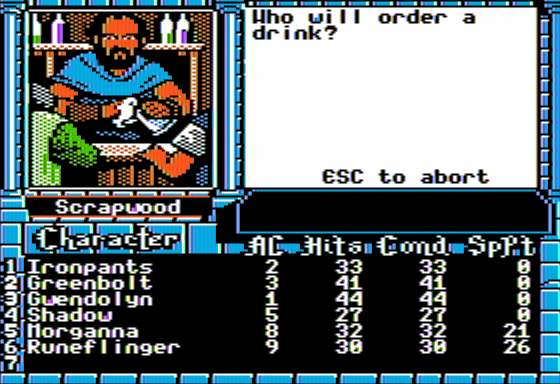 Who will order a
drink?
ESC to abort
Scrapwood
Character AC Hits Cond SpPt
1 Ironpants 2 33 33 0
2 Greenbolt 3 41 41 0
3 Gwendolyn 1 44 44 0
4 Shadow 5 27 27 0
5 Morganna 8 32 32 21
6 Runeflinger 9 30 30 26
7